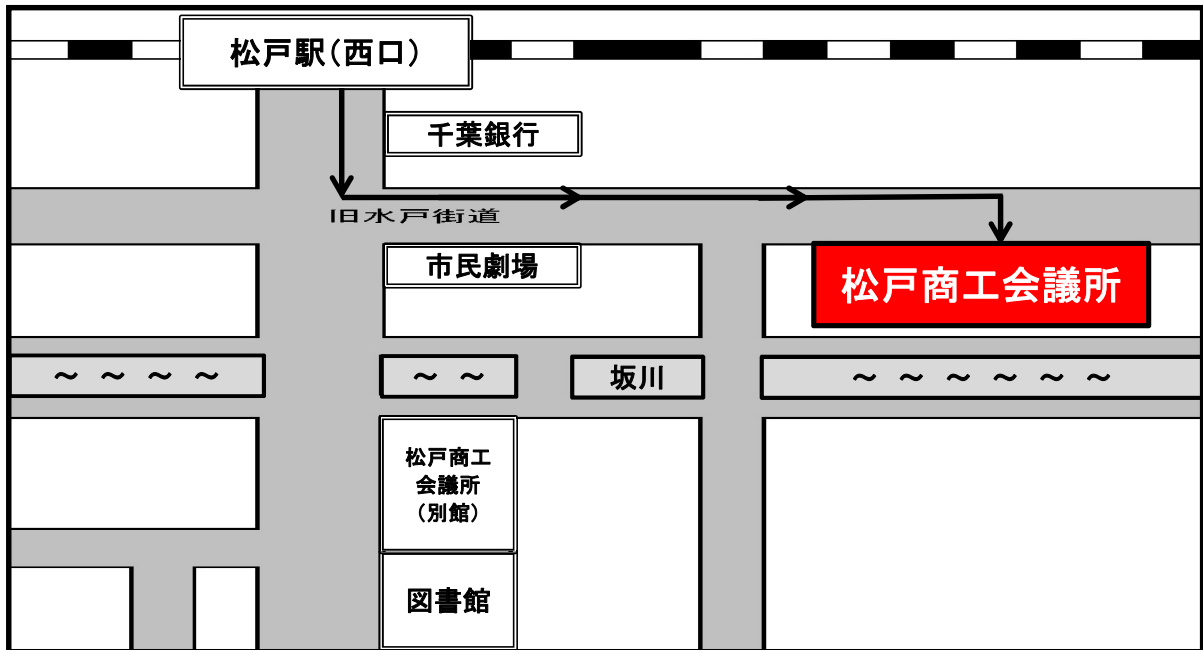 松戸駅（西口）
千葉銀行
旧水戸街道
市民劇場
松戸商工会議所
～ ～ ～ ～
～ ～
坂川
～ ～ ～ ～ ～ ～
松戸商工
会議所
（別館）
図書館